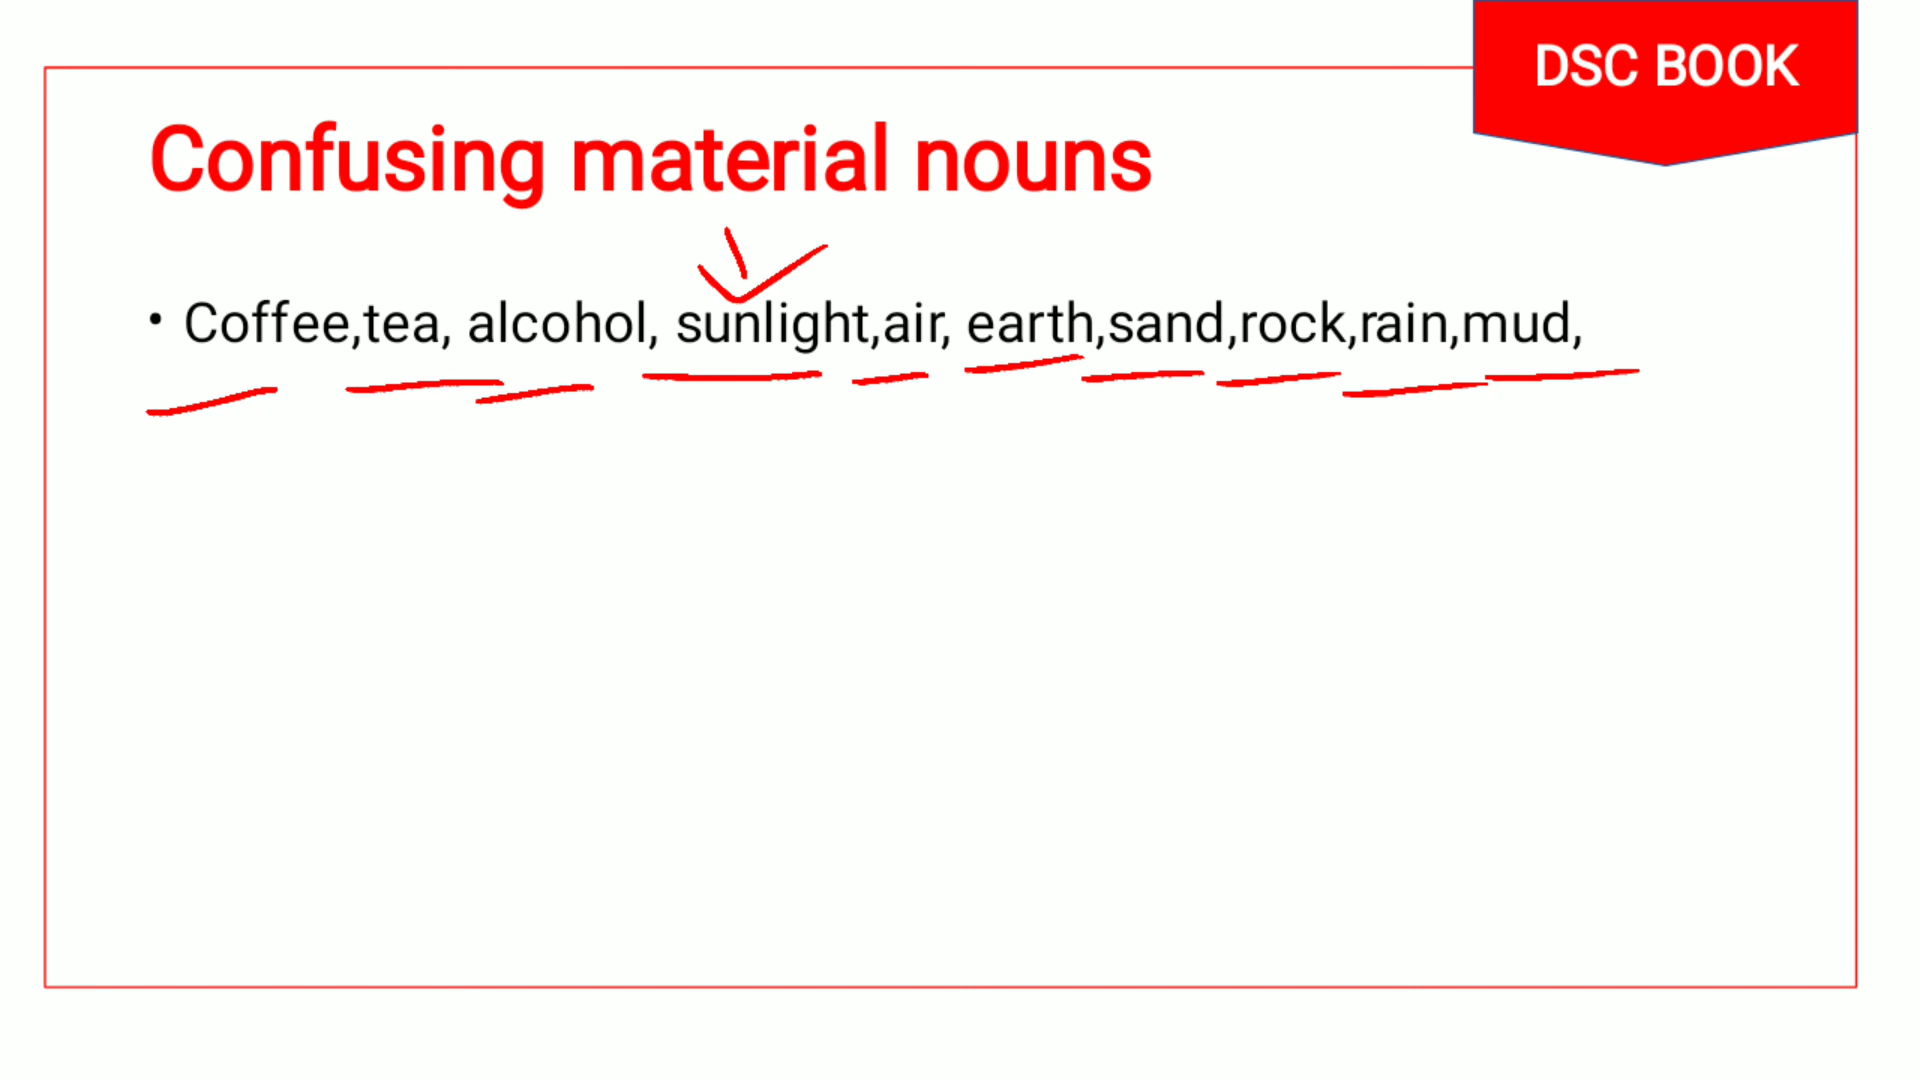 DSC BOOK
Confusing material nouns
• Coffee,tea, alcohol, sunlight,air, earth,sand,rock,rain,mud,